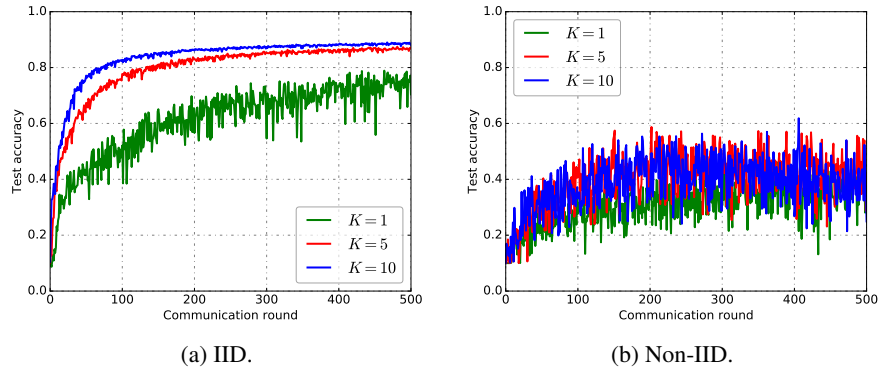 1.0
0.8
0.6
0.4
0.2
0.0
Test accuracy
0
100
200
300
400
500
Communication round
K = 1
K = 5
K = 10
(a) IID.
1.0
0.8
0.6
0.4
0.2
0.0
Test accuracy
0
100
200
300
400
500
Communication round
K = 1
K = 5
K = 10
(b) Non-IID.